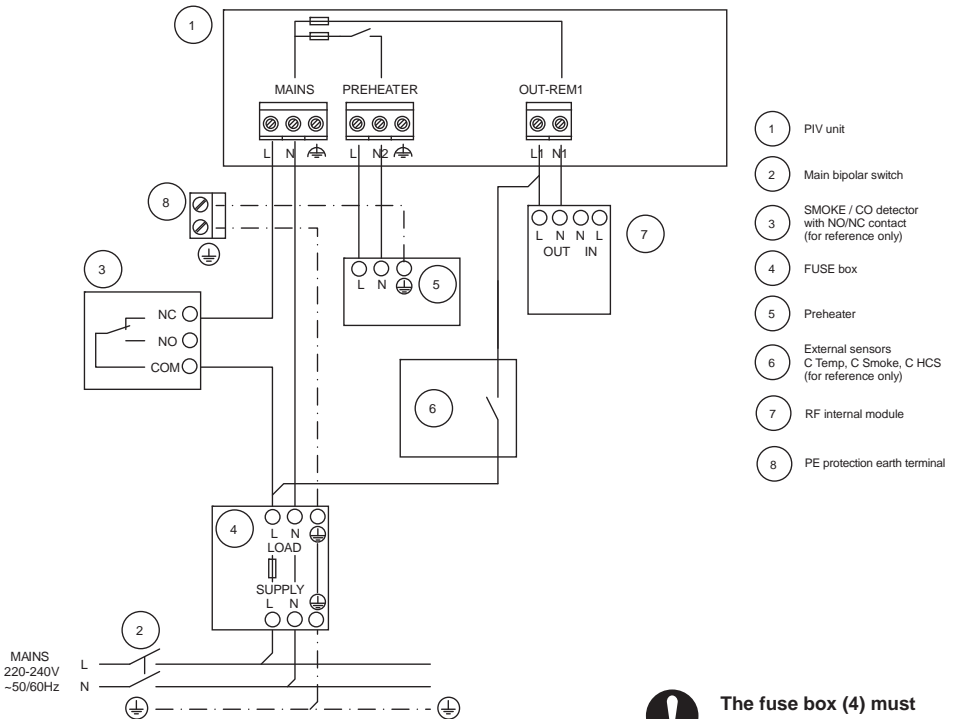 1
MAINS PREHEATER OUT-REM1
L N L N2 L1 N1
8
3
NC
NO
COM
L N
5
L N N L
OUT IN
7
6
4
L N
LOAD
SUPPLY
L N
2
MAINS
220-240V
~50/60Hz
L
N
1 PIV unit
2 Main bipolar switch
3 SMOKE / CO detector
with NO/NC contact
(for reference only)
4 FUSE box
5 Preheater
6 External sensors
C Temp, C Smoke, C HCS
(for reference only)
7 RF internal module
8 PE protection earth terminal
! The fuse box (4) must